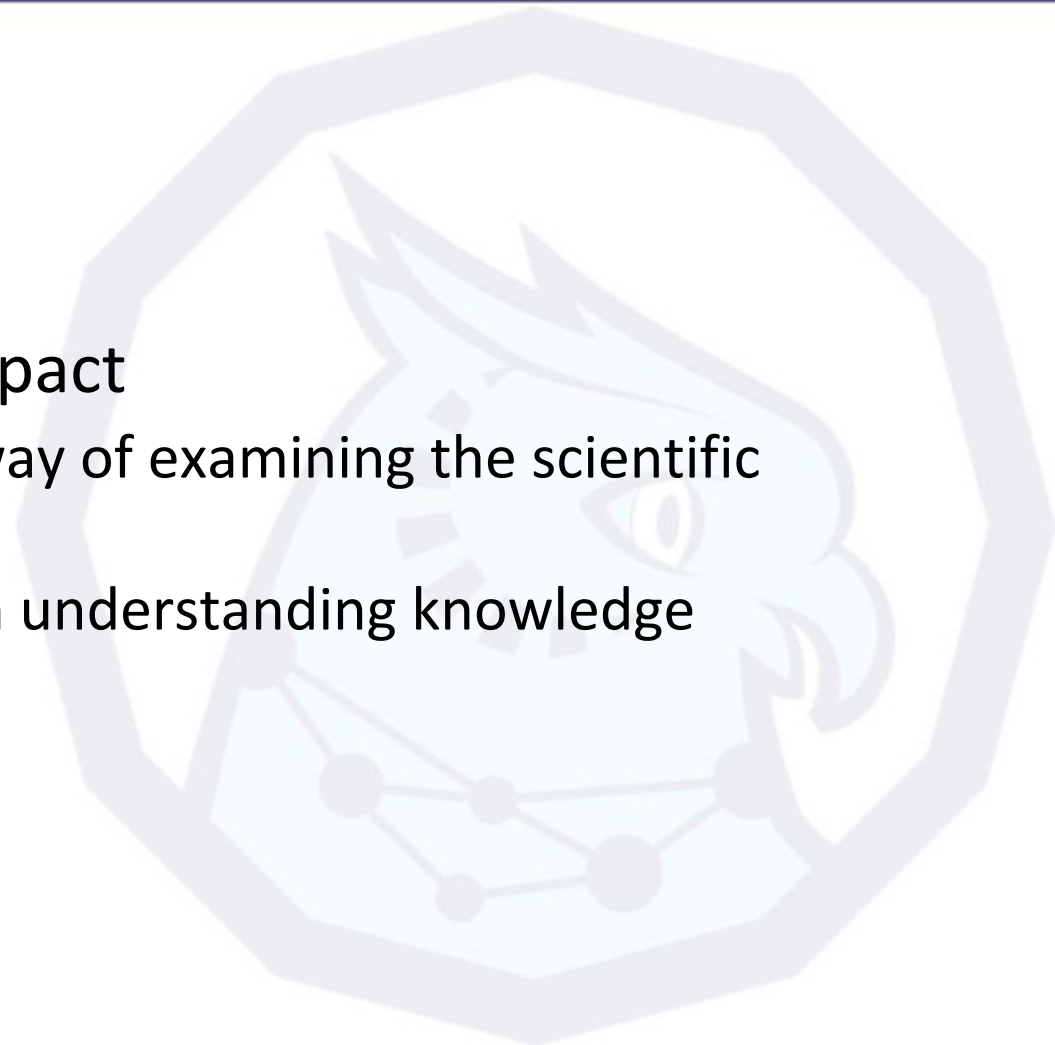 pact
ay of examining the scientific
understanding knowledge